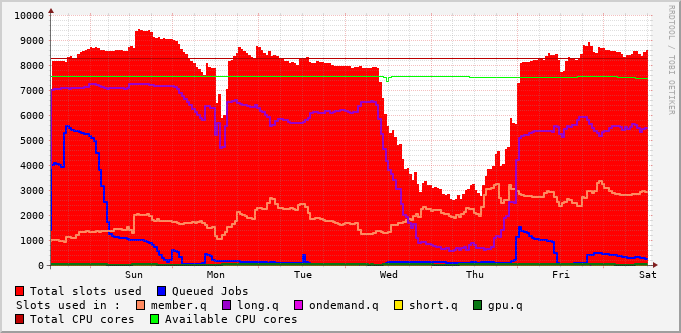 10000
9000
8000
7000
6000
5000
4000
3000
2000
1000
0
Sun Mon Tue Wed Thu Fri Sat
RRDTOOL / TOBI OETIKER
Total slots used Queued Jobs
Slots used in : member.q long.q ondemand.q short.q gpu.q
Total CPU cores Available CPU cores